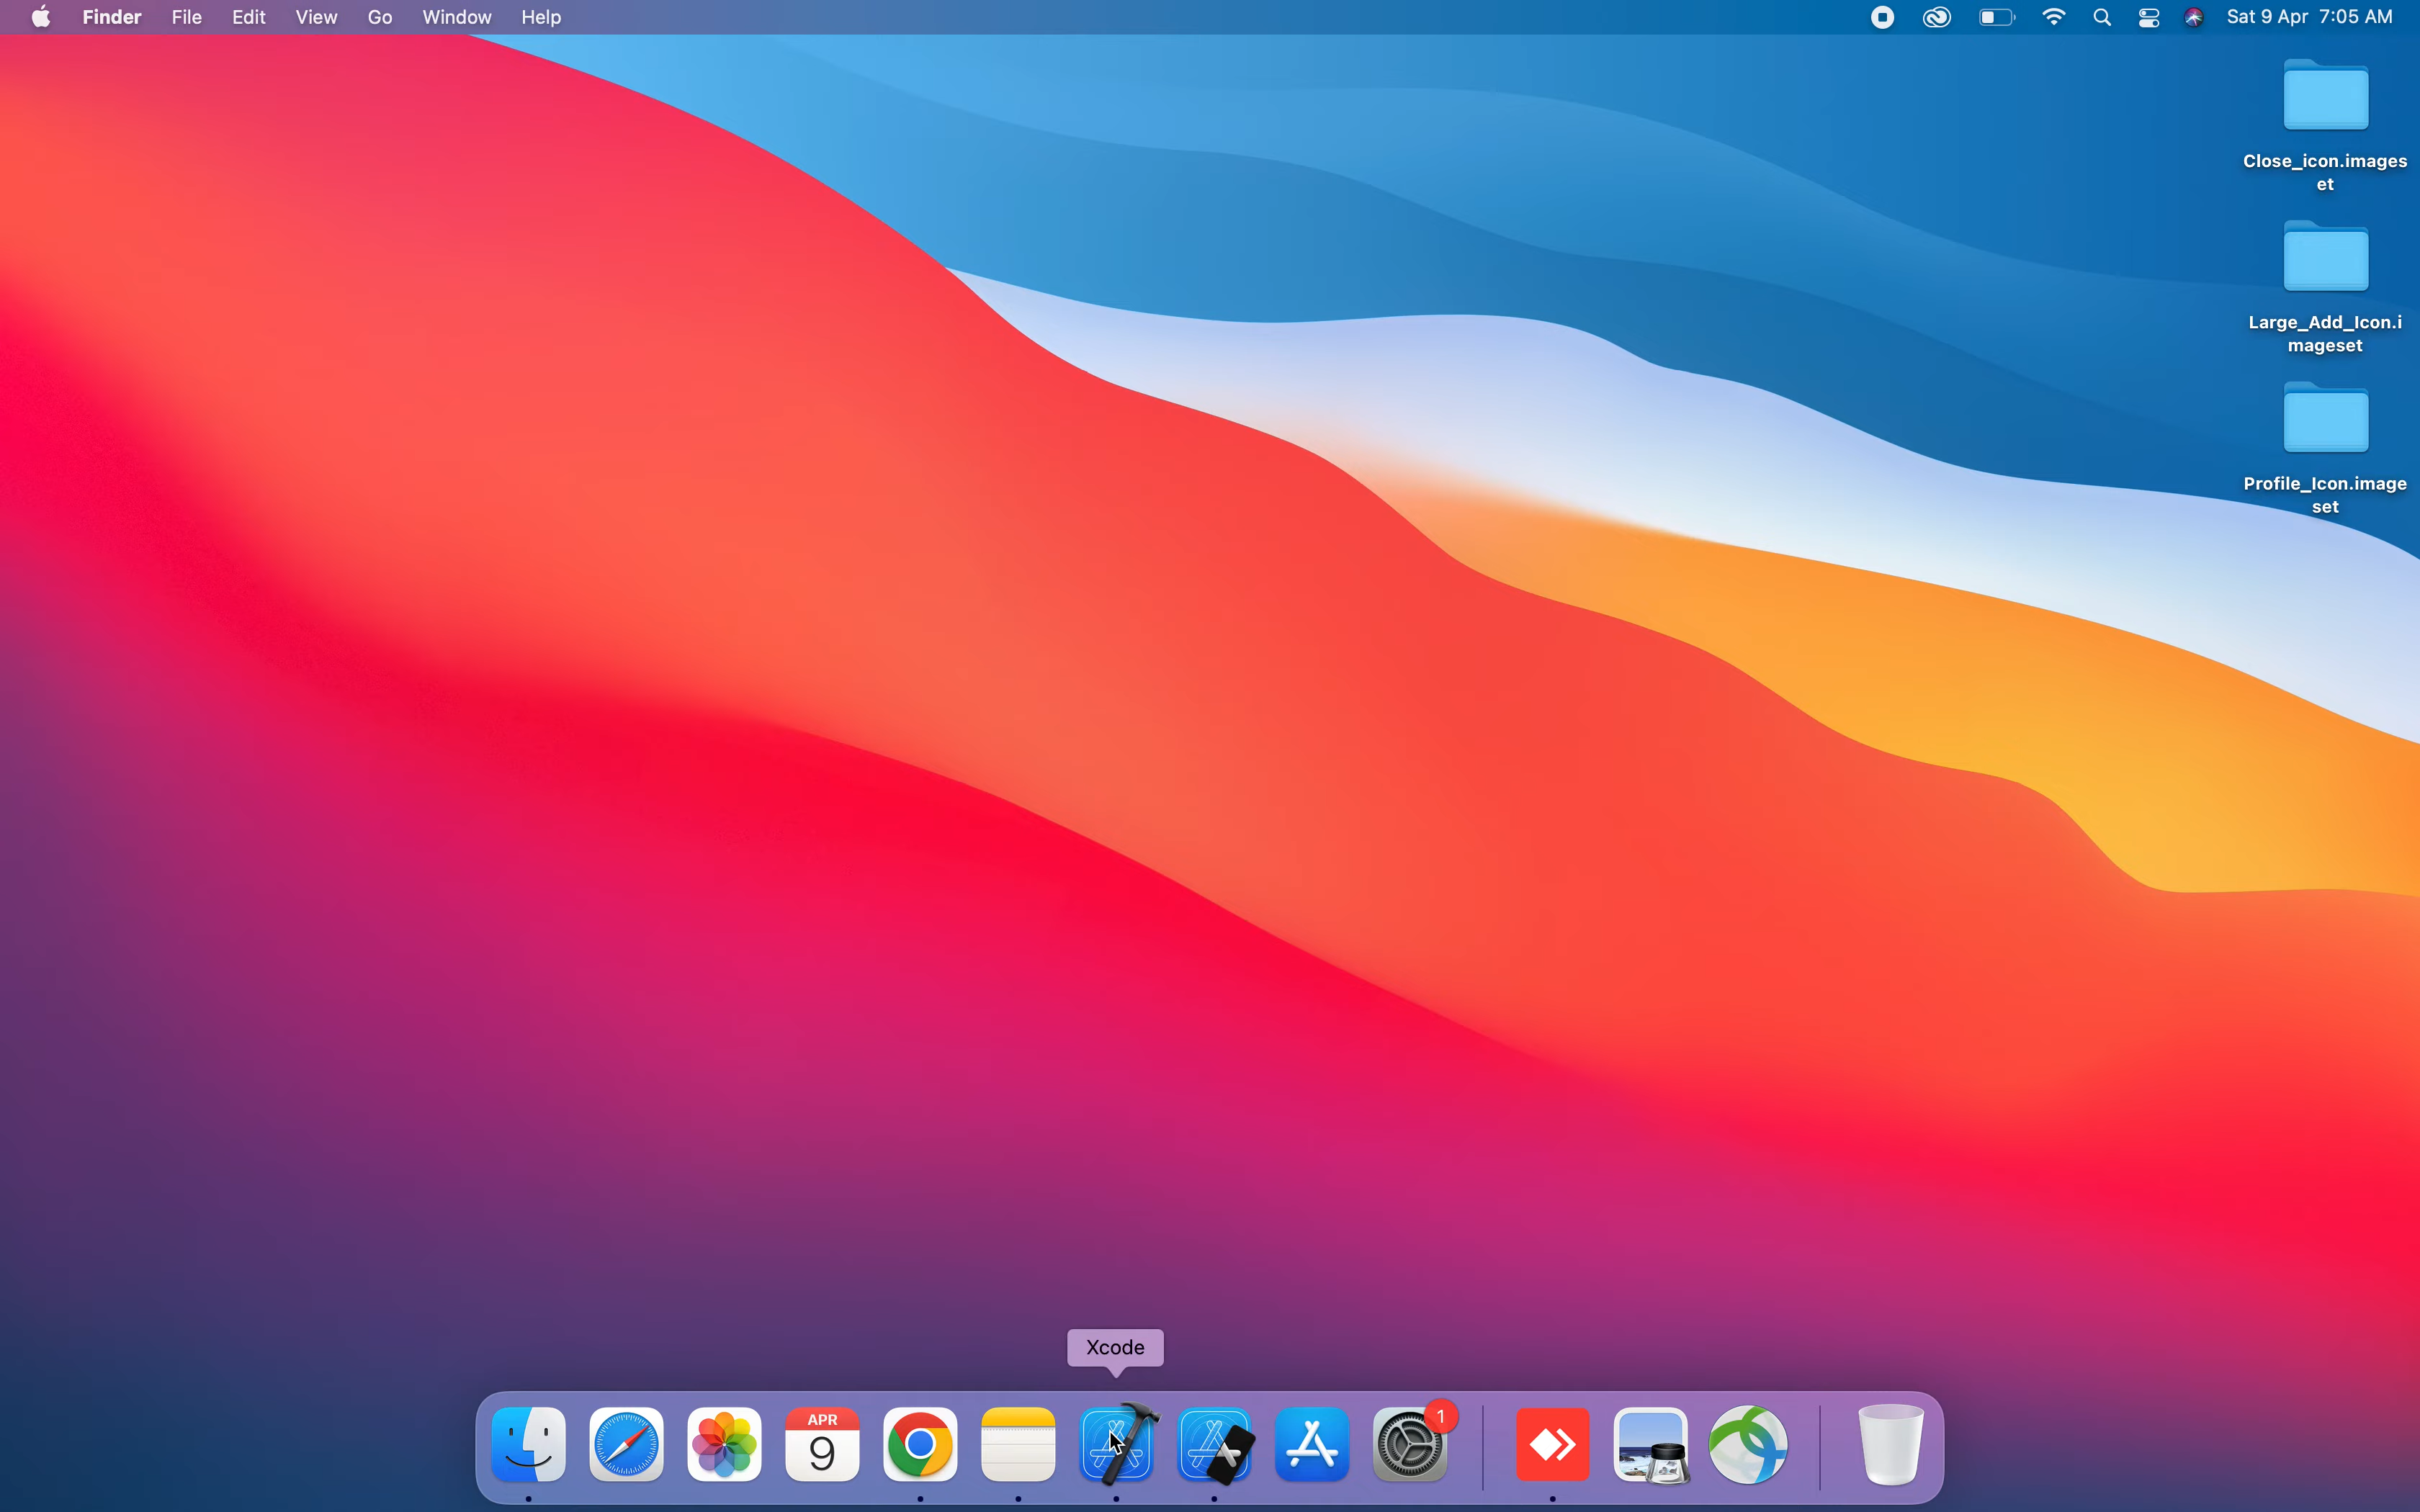 Finder File Edit View Go Window Help
Sat 9 Apr 7:05 AM
Close_icon.images
et
Large_Add_Icon.i
mageset
Profile_Icon.image
set
Xcode
APR
9
1